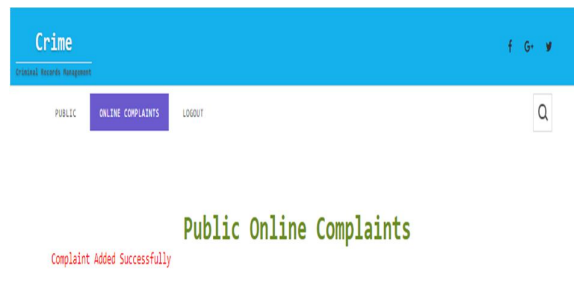 Crime
Criminal Records Management
PUBLIC
ONLINE COMPLAINTS
LOGOUT
Public Online Complaints
Complaint Added Successfully